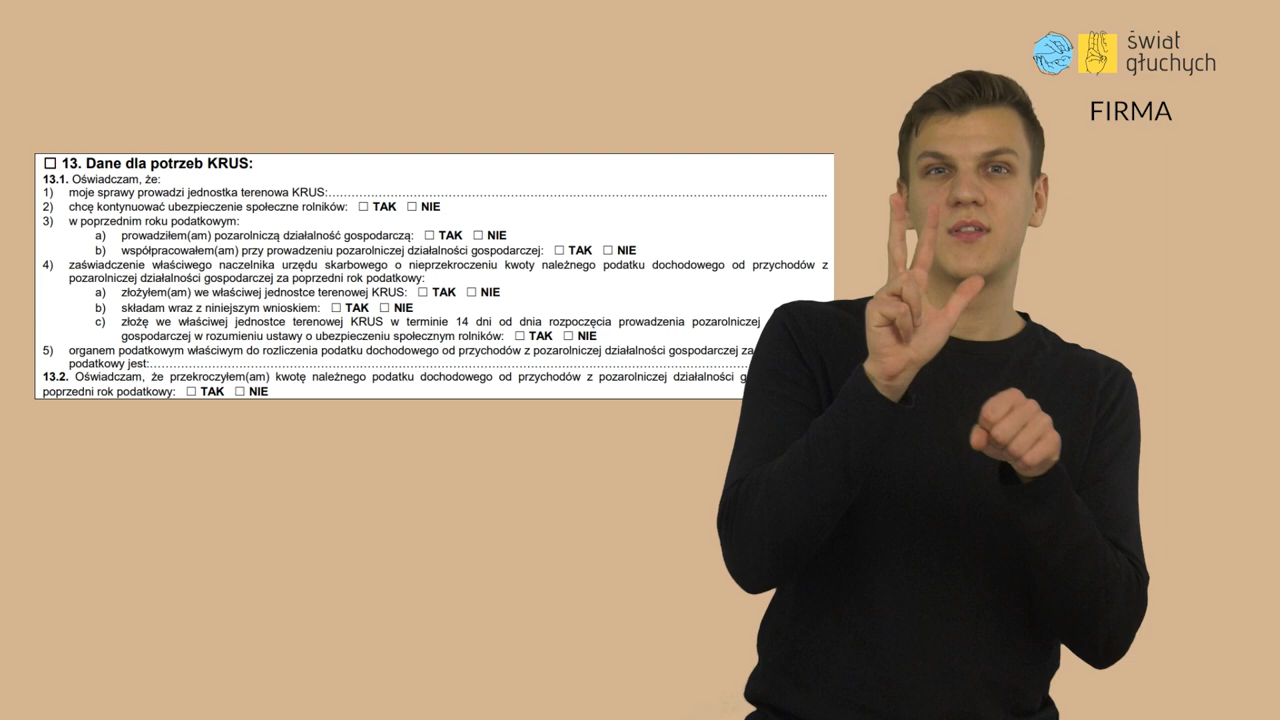 świat
głuchych
FIRMA
☐ 13. Dane dla potrzeb KRUS:
13.1. Oświadczam, że:
1) moje sprawy prowadzi jednostka terenowa KRUS:...............................................................
2) chcę kontynuować ubezpieczenie społeczne rolników: ☐ TAK ☐ NIE
3) w poprzednim roku podatkowym:
a) prowadziłem(am) pozarolniczą działalność gospodarczą: ☐ TAK ☐ NIE
b) współpracowałem(am) przy prowadzeniu pozarolniczej działalności gospodarczej: ☐ TAK ☐ NIE
4) zaświadczenie właściwego naczelnika urzędu skarbowego o nieprzekroczeniu kwoty należnego podatku dochodowego od przychodów z
pozarolniczej działalności gospodarczej za poprzedni rok podatkowy:
a) złożyłem(am) we właściwej jednostce terenowej KRUS: ☐ TAK ☐ NIE
b) składam wraz z niniejszym wnioskiem: ☐ TAK ☐ NIE
c) złożę we właściwej jednostce terenowej KRUS w terminie 14 dni od dnia rozpoczęcia prowadzenia pozarolniczej
gospodarczej w rozumieniu ustawy o ubezpieczeniu społecznym rolników: ☐ TAK ☐ NIE
5) organem podatkowym właściwym do rozliczenia podatku dochodowego od przychodów z pozarolniczej działalności gospodarczej za
podatkowy jest:...............................................................
13.2. Oświadczam, że przekroczyłem(am) kwotę należnego podatku dochodowego od przychodów z pozarolniczej działalności
poprzedni rok podatkowy: ☐ TAK ☐ NIE